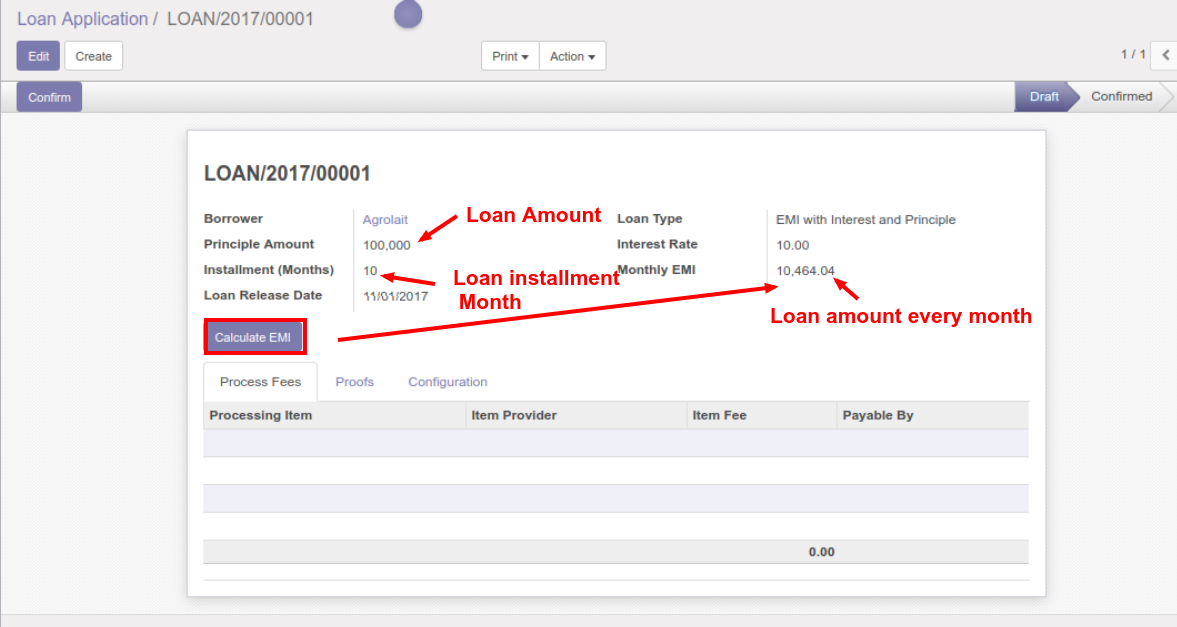 Loan Application / LOAN/2017/00001
Edit Create Print Action 1 / 1
Confirm Draft Confirmed
LOAN/2017/00001
Borrower Agrolait Loan Amount Loan Type EMI with Interest and Principle
Principle Amount 100,000 Interest Rate 10.00
Installment (Months) 10 Loan installment Month Monthly EMI 10,464.04
Loan Release Date 11/01/2017
Loan amount every month
Calculate EMI
Process Fees Proofs Configuration
Processing Item Item Provider Item Fee Payable By
0.00